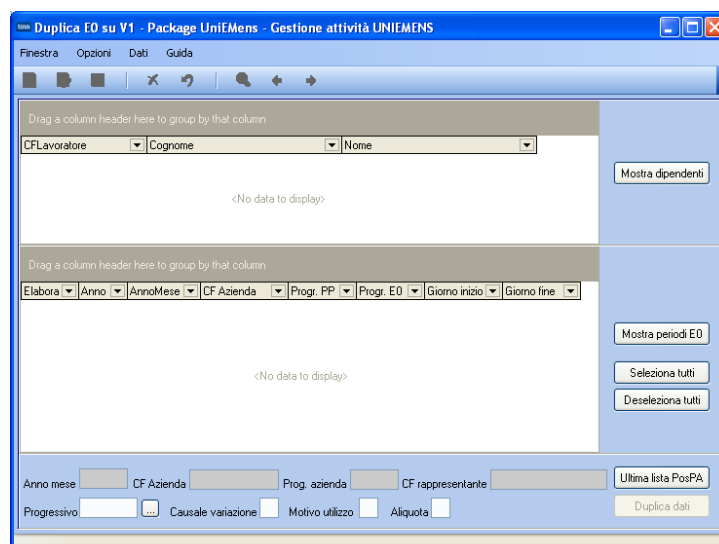 Duplica E0 su V1 - Package UniEMens - Gestione attività UNIEMENS
Finestra Opzioni Dati Guida
Drag a column header here to group by that column
CFLavoratore Cognome Nome
<No data to display>
Mostra dipendenti
Drag a column header here to group by that column
Elabora Anno AnnoMese CF Azienda Progr. PP Progr. E0 Giorno inizio Giorno fine
<No data to display>
Mostra periodi E0
Seleziona tutti
Deseleziona tutti
Anno mese CF Azienda Prog. azienda CF rappresentante Ultima lista PosPA
Progressivo ... Causale variazione Motivo utilizzo Aliquota Duplica dati